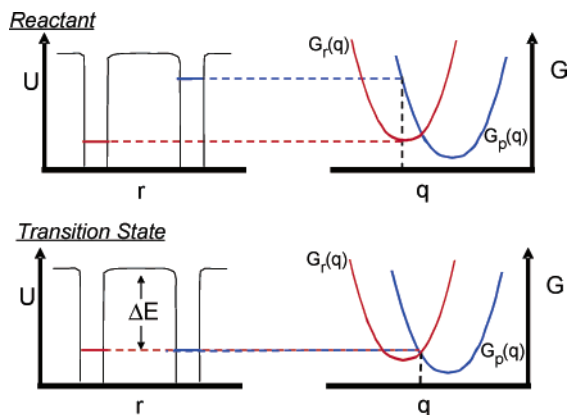 Reactant
U
r
Gr(q)
Gp(q)
G
q
Transition State
U
ΔE
r
Gr(q)
Gp(q)
G
q